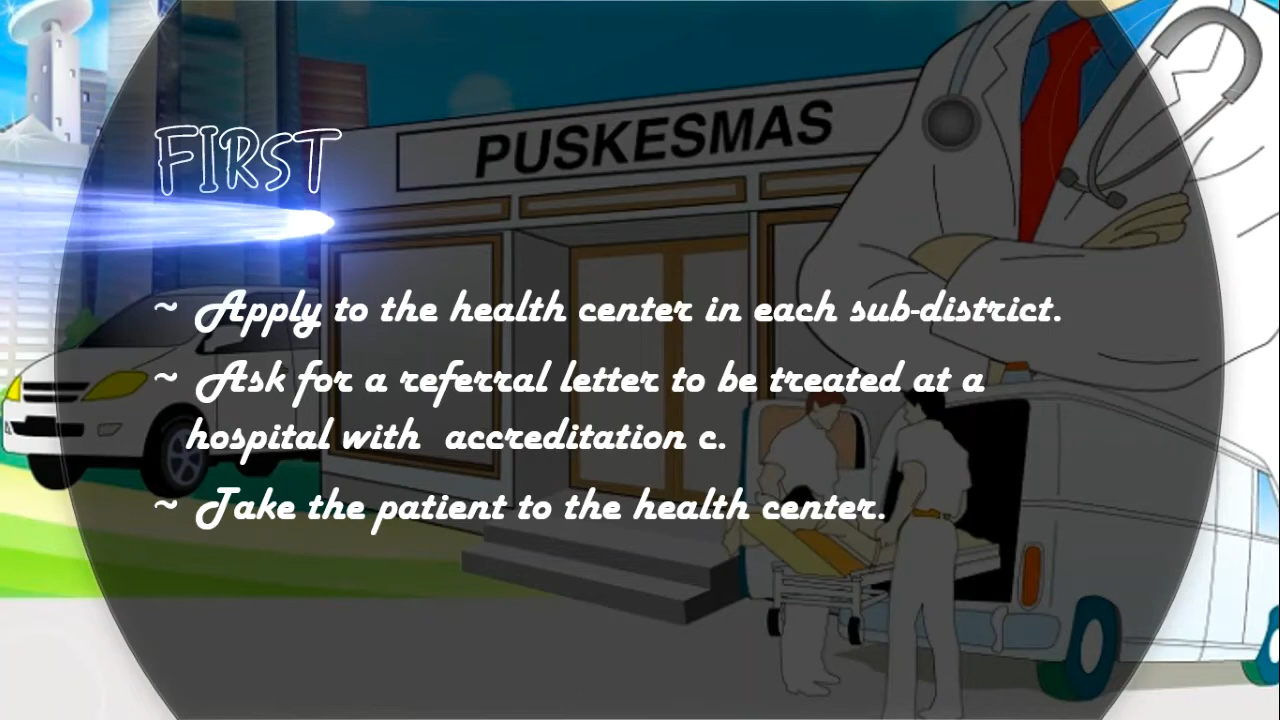 FIRST
PUSKESMAS
~ Apply to the health center in each sub-district.
~ Ask for a referral letter to be treated at a
hospital with accreditation c.
~ Take the patient to the health center.